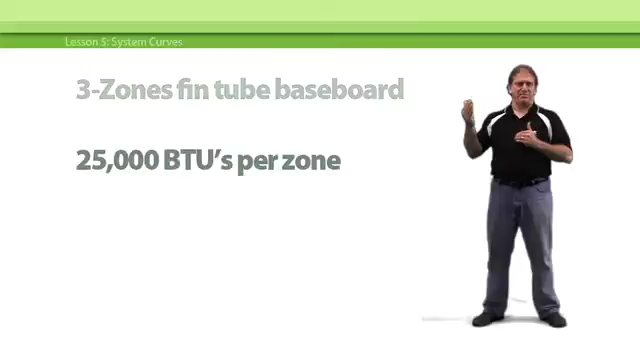 Lesson 5: System Curves
3-Zones fin tube baseboard
25,000 BTU's per zone